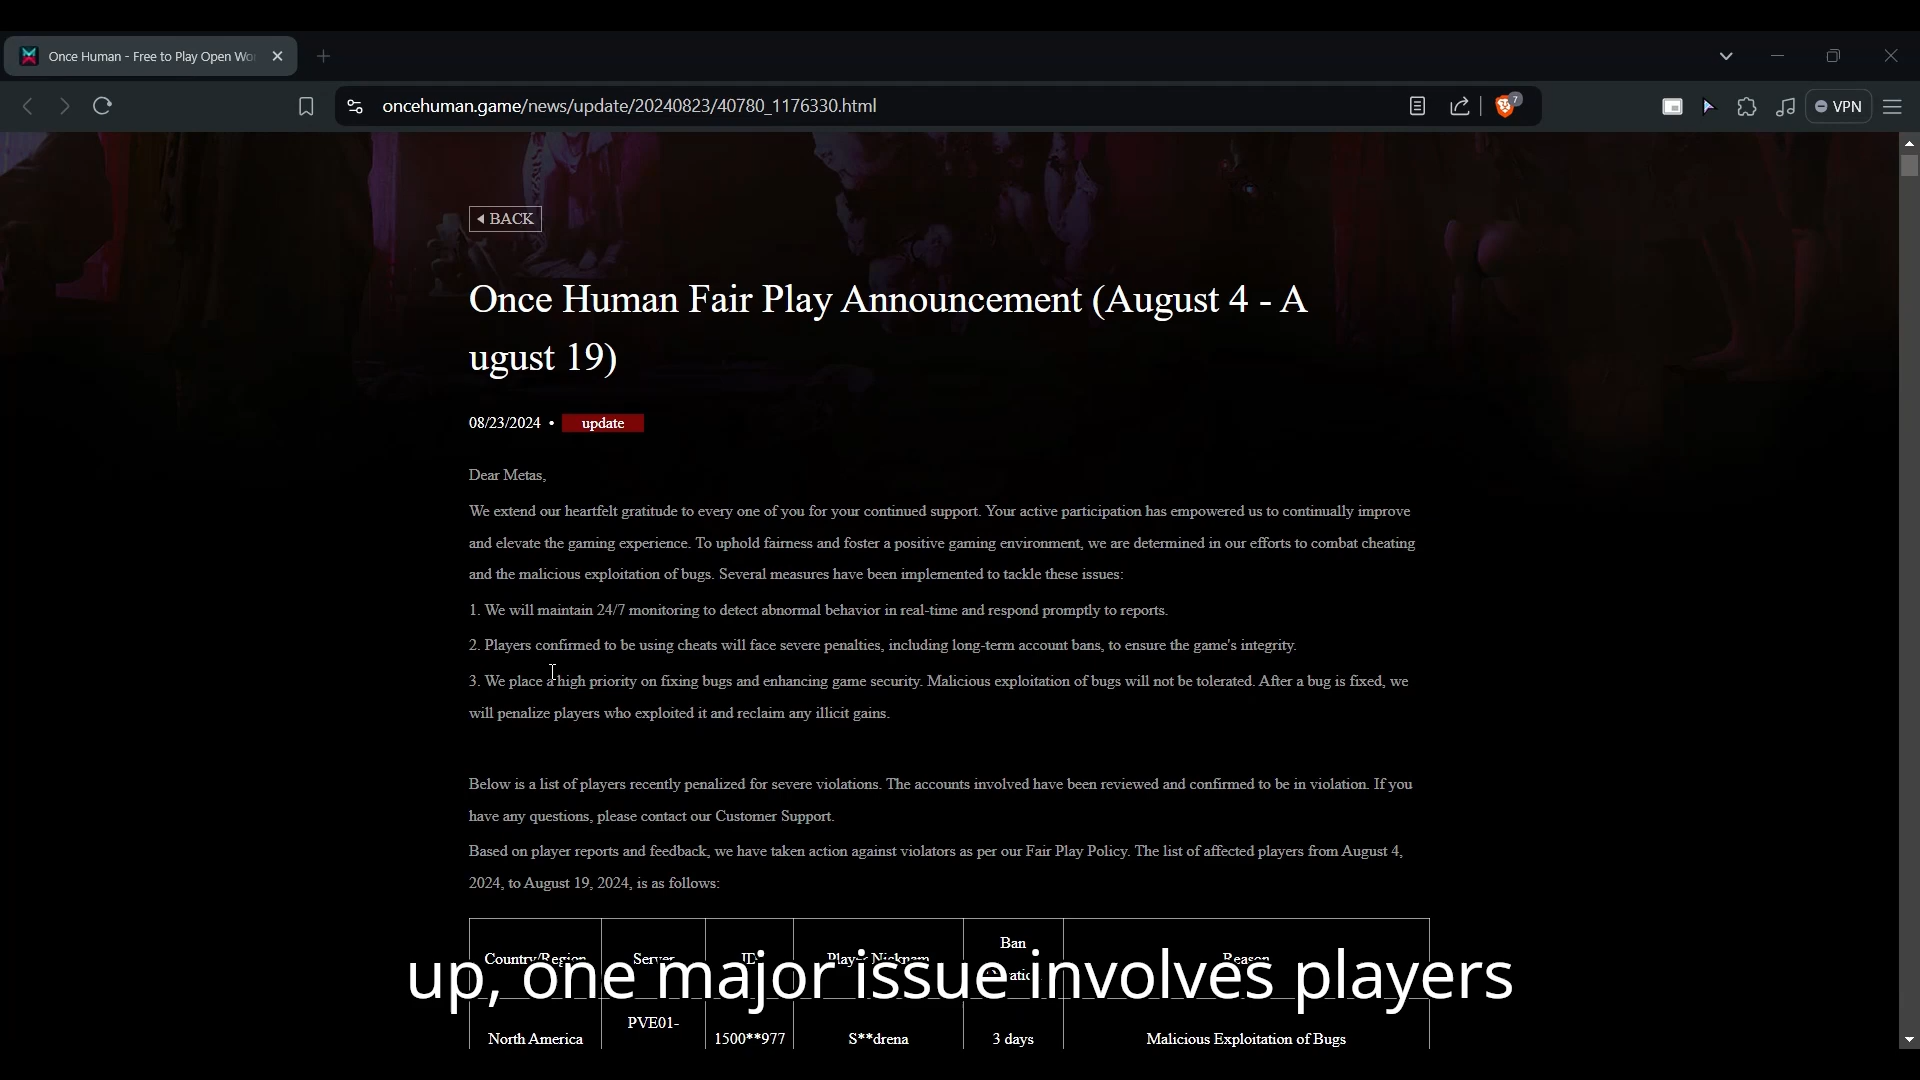 Once Human - Free to Play Open Wo
oncehuman.game/news/update/20240823/40780_1176330.html
7
VPN
BACK
Once Human Fair Play Announcement (August 4 - A
ugust 19)
08/23/2024 • update
Dear Metas,
We extend our heartfelt gratitude to every one of you for your continued support. Your active participation has empowered us to continually improve
and elevate the gaming experience. To uphold fairness and foster a positive gaming environment, we are determined in our efforts to combat cheating
and the malicious exploitation of bugs. Several measures have been implemented to tackle these issues:
1. We will maintain 24/7 monitoring to detect abnormal behavior in real-time and respond promptly to reports.
2. Players confirmed to be using cheats will face severe penalties, including long-term account bans, to ensure the game's integrity.
3. We place a high priority on fixing bugs and enhancing game security. Malicious exploitation of bugs will not be tolerated. After a bug is fixed, we
will penalize players who exploited it and reclaim any illicit gains.
Below is a list of players recently penalized for severe violations. The accounts involved have been reviewed and confirmed to be in violation. If you
have any questions, please contact our Customer Support.
Based on player reports and feedback, we have taken action against violators as per our Fair Play Policy. The list of affected players from August 4,
2024, to August 19, 2024, is as follows:
Ban
Country/Region Server ID Reason
up, one major issue involves players
PVE01-
North America 1500**977 S**drena 3 days Malicious Exploitation of Bugs